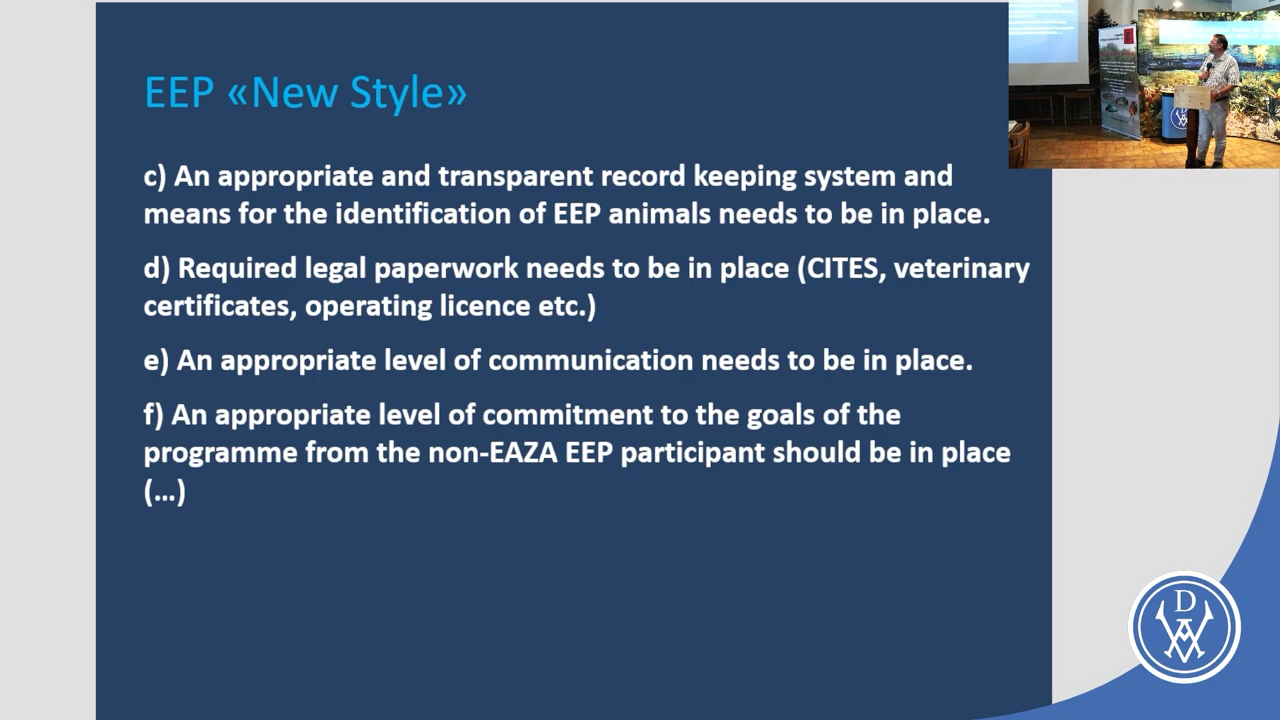 EEP «New Style»
c) An appropriate and transparent record keeping system and
means for the identification of EEP animals needs to be in place.
d) Required legal paperwork needs to be in place (CITES, veterinary
certificates, operating licence etc.)
e) An appropriate level of communication needs to be in place.
f) An appropriate level of commitment to the goals of the
programme from the non-EAZA EEP participant should be in place
(...)